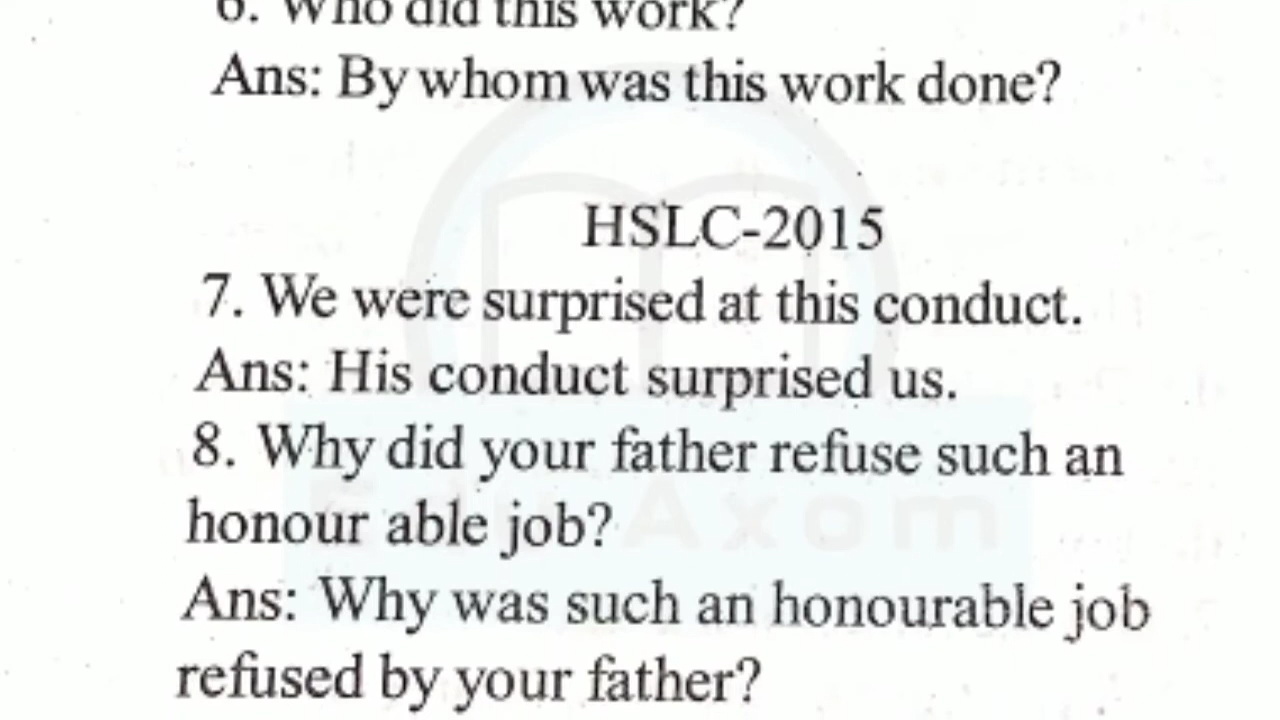 6. Who did this work?
Ans: By whom was this work done?
HSLC-2015
7. We were surprised at this conduct.
Ans: His conduct surprised us.
8. Why did your father refuse such an
honour able job?
Ans: Why was such an honourable job
refused by your father?
Edu Axom